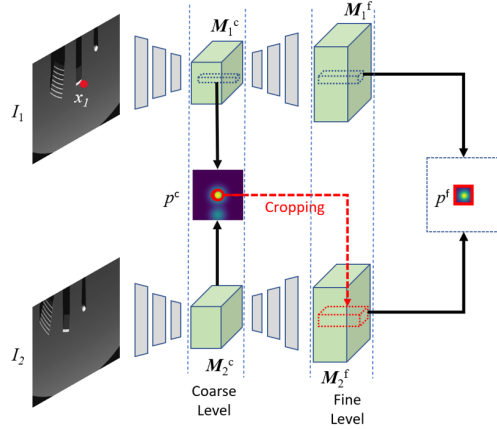 M₁ᶜ
M₁ᶠ
I₁
x₁
pᶜ
Cropping
pᶠ
I₂
M₂ᶜ
M₂ᶠ
Coarse
Level
Fine
Level